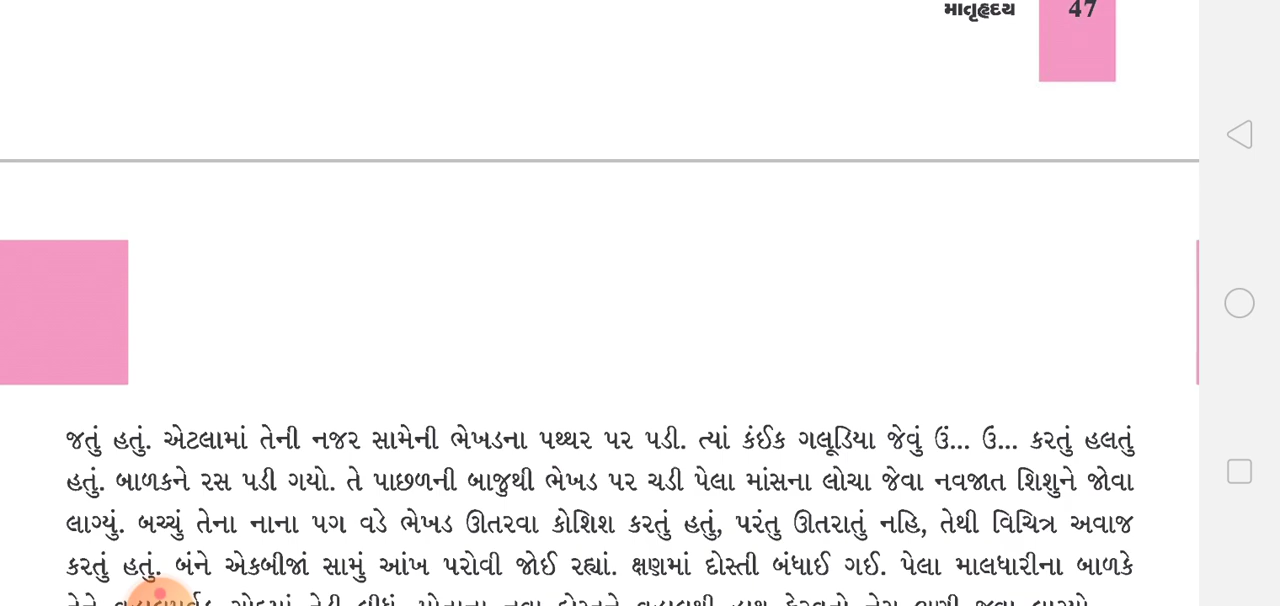 માતૃહૃદય 47
જતું હતું. એટલામાં તેની નજર સામેની ભેખડના પથ્થર પર પડી. ત્યાં કંઈક ગલૂડિયા જેવું ઉં... ઉ... કરતું હલતું
હતું. બાળકને રસ પડી ગયો. તે પાછળની બાજુથી ભેખડ પર ચડી પેલા માંસના લોચા જેવા નવજાત શિશુને જોવા
લાગ્યું. બચ્ચું તેના નાના પગ વડે ભેખડ ઊતરવા કોશિશ કરતું હતું, પરંતુ ઊતરાતું નહિ, તેથી વિચિત્ર અવાજ
કરતું હતું. બંને એકબીજાં સામું આંખ પરોવી જોઈ રહ્યાં. ક્ષણમાં દોસ્તી બંધાઈ ગઈ. પેલા માલધારીના બાળકે